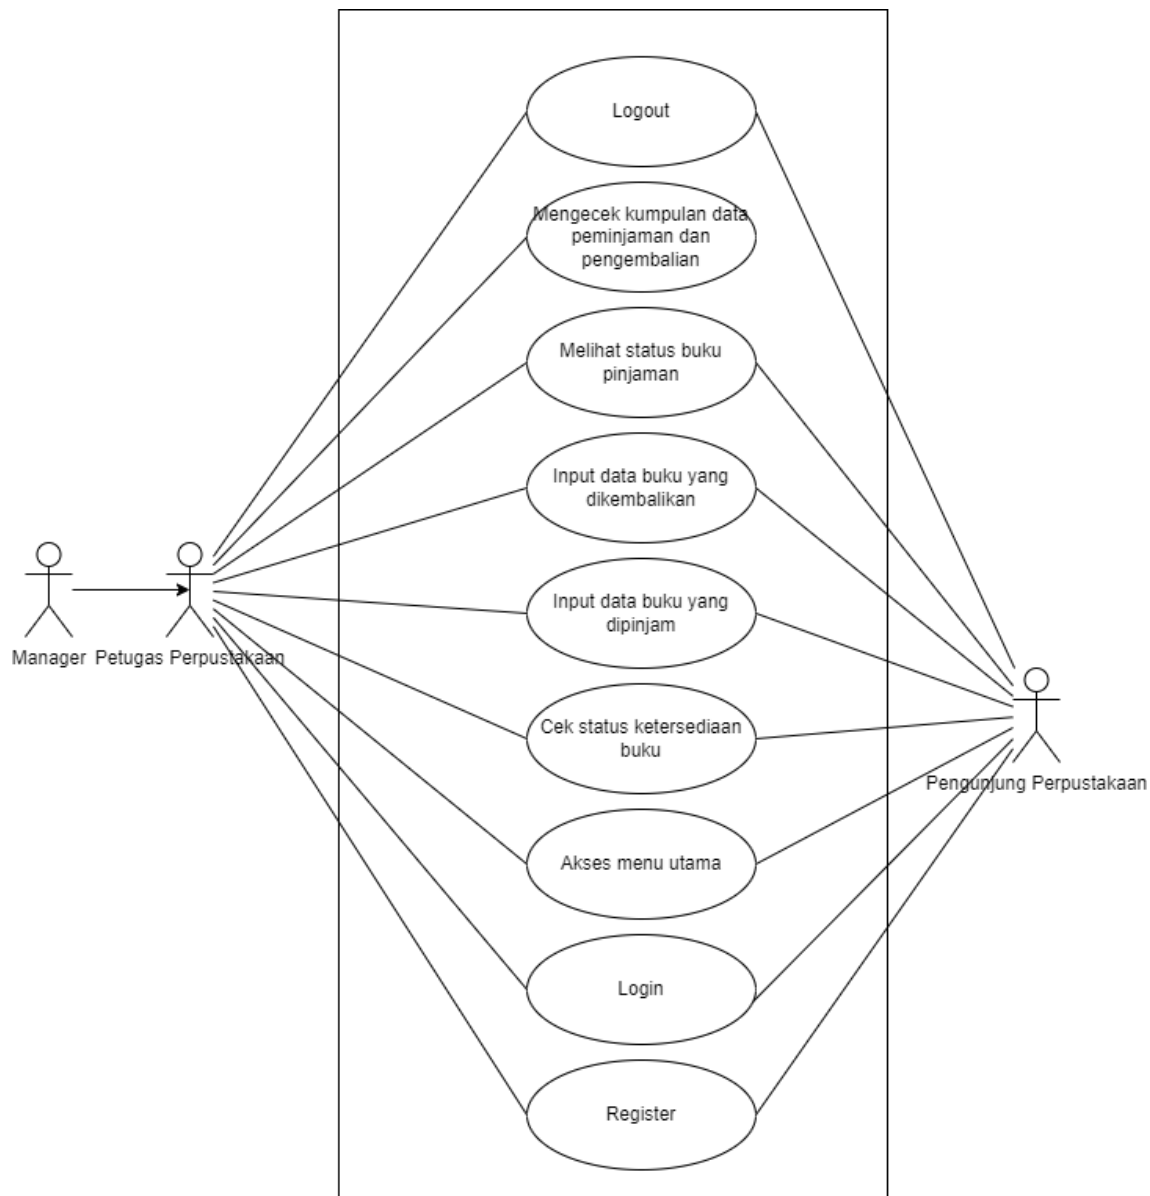 Logout
Mengecek kumpulan data
peminjaman dan
pengembalian
Melihat status buku
pinjaman
Input data buku yang
dikembalikan
Input data buku yang
dipinjam
Manager
Petugas Perpustakaan
Cek status ketersediaan
buku
Pengunjung Perpustakaan
Akses menu utama
Login
Register